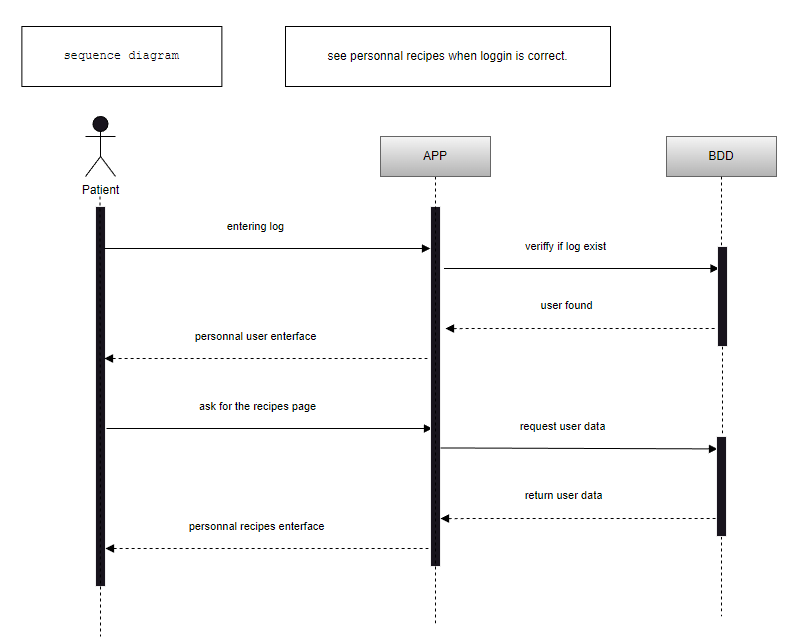 sequence diagram
see personnal recipes when loggin is correct.
Patient
APP
BDD
entering log
veriffy if log exist
user found
personnal user enterface
ask for the recipes page
request user data
return user data
personnal recipes enterface